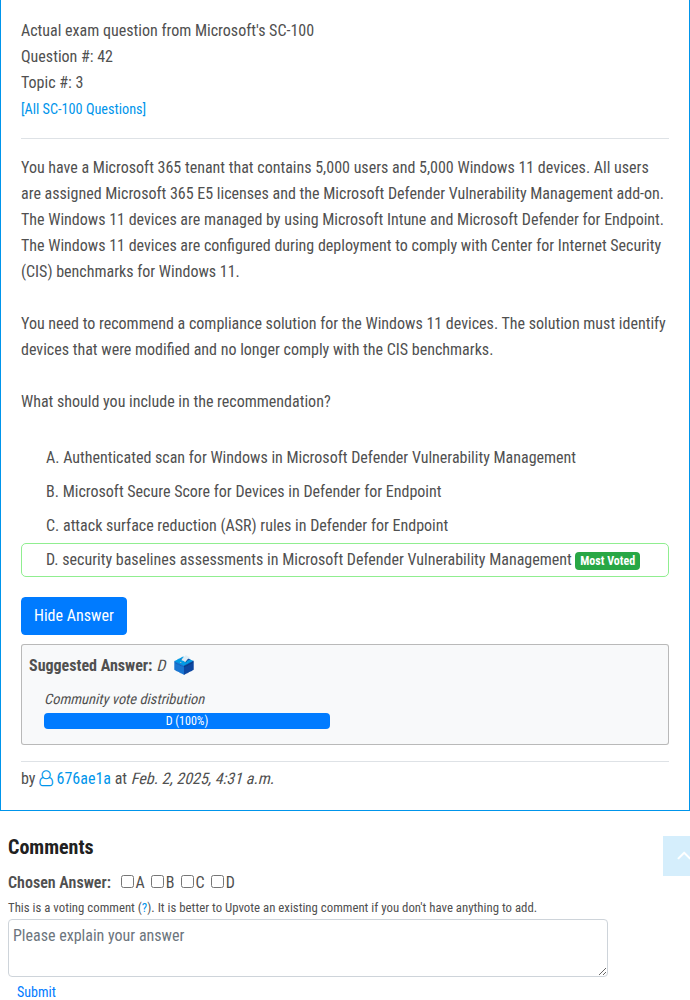 Actual exam question from Microsoft's SC-100
Question #: 42
Topic #: 3
[All SC-100 Questions]
You have a Microsoft 365 tenant that contains 5,000 users and 5,000 Windows 11 devices. All users
are assigned Microsoft 365 E5 licenses and the Microsoft Defender Vulnerability Management add-on.
The Windows 11 devices are managed by using Microsoft Intune and Microsoft Defender for Endpoint.
The Windows 11 devices are configured during deployment to comply with Center for Internet Security
(CIS) benchmarks for Windows 11.
You need to recommend a compliance solution for the Windows 11 devices. The solution must identify
devices that were modified and no longer comply with the CIS benchmarks.
What should you include in the recommendation?
A. Authenticated scan for Windows in Microsoft Defender Vulnerability Management
B. Microsoft Secure Score for Devices in Defender for Endpoint
C. attack surface reduction (ASR) rules in Defender for Endpoint
D. security baselines assessments in Microsoft Defender Vulnerability Management Most Voted
Hide Answer
Suggested Answer: D
Community vote distribution
D (100%)
by 676ae1a at Feb. 2, 2025, 4:31 a.m.
Comments
Chosen Answer: A B C D
This is a voting comment (?). It is better to Upvote an existing comment if you don't have anything to add.
Please explain your answer
Submit